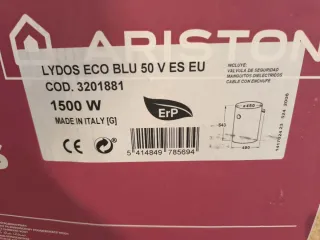 ARISTON
LYDOS ECO BLU 50 V ES EU
COD. 3201881
1500 W
MADE IN ITALY [G]
ErP
INCLUYE:
VALVULA DE SEGURIDAD
MANGUITOS DIELECTRICOS
CABLE CON ENCHUFE
5 414849 785894